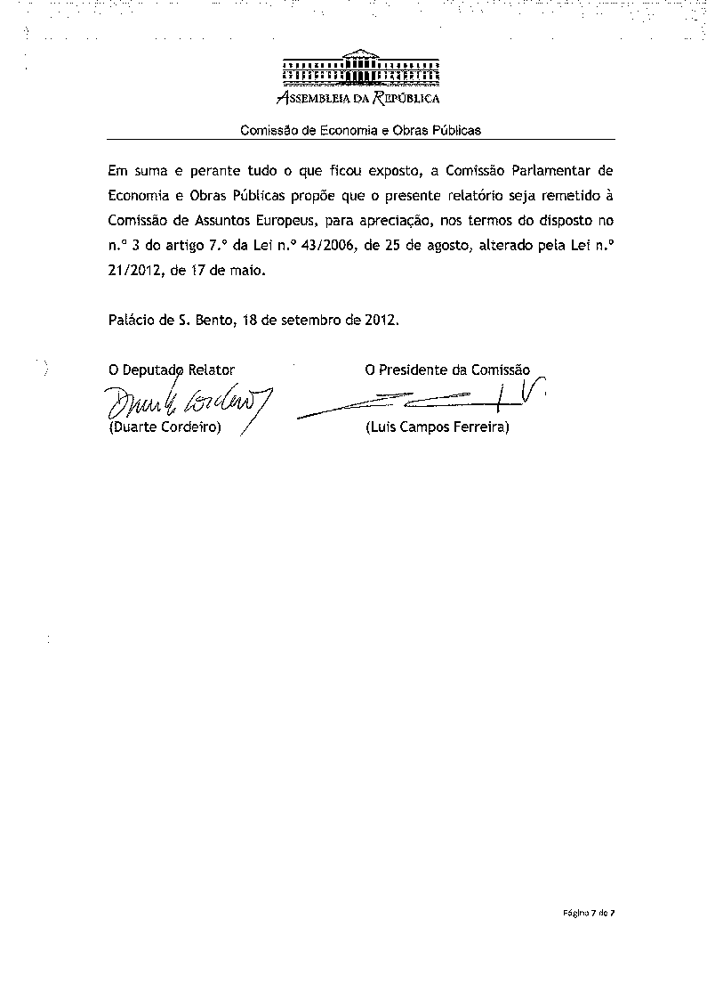 ASSEMBLEIA DA REPÚBLICA
Comissão de Economia e Obras Públicas
Em suma e perante tudo o que ficou exposto, a Comissão Parlamentar de
Economia e Obras Públicas propõe que o presente relatório seja remetido à
Comissão de Assuntos Europeus, para apreciação, nos termos do disposto no
n.º 3 do artigo 7.º da Lei n.º 43/2006, de 25 de agosto, alterado pela Lei n.º
21/2012, de 17 de maio.
Palácio de S. Bento, 18 de setembro de 2012.
O Deputado Relator O Presidente da Comissão
Duarte Cordeiro
(Duarte Cordeiro) (Luis Campos Ferreira)
Página 7 de 7